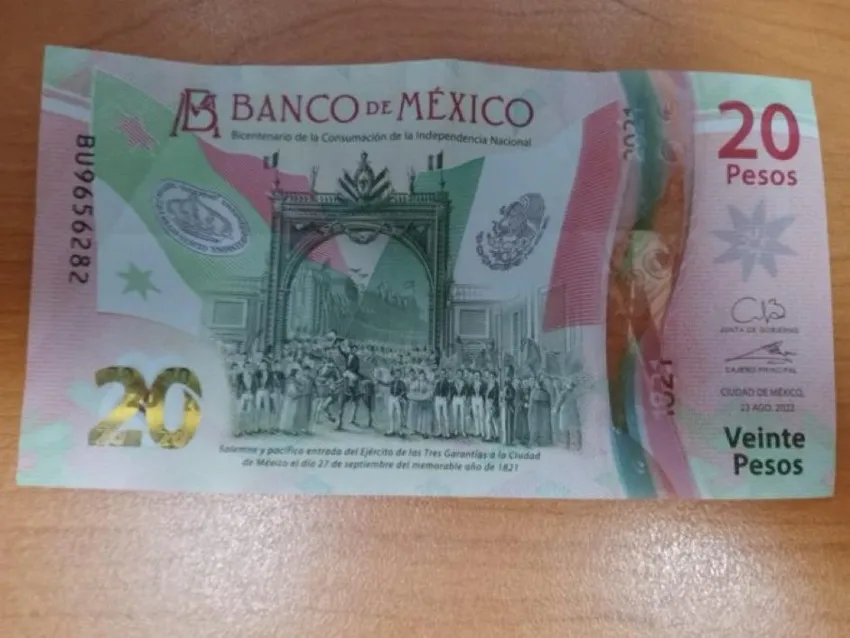 BANCO DE MÉXICO
Bicentenario de la Consumación de la Independencia Nacional
BU9656282
20
Solemne y pacífica entrada del Ejército de las Tres Garantías a la Ciudad
de México el día 27 de septiembre del memorable año de 1821
2021
1821
20
Pesos
JUNTA DE GOBIERNO
CAJERO PRINCIPAL
CIUDAD DE MÉXICO,
23 AGO. 2022
Veinte
Pesos